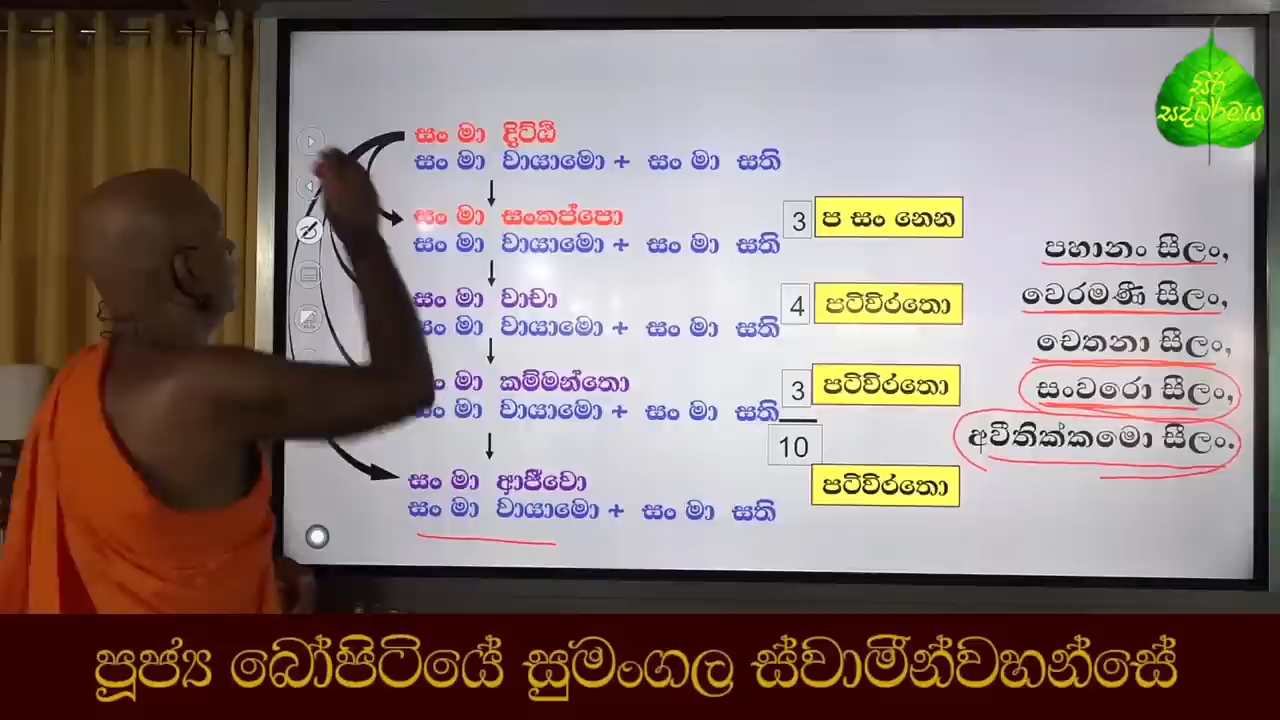 සිරි
සද්ධර්මය
සං මා දිට්ඨි
සං මා වායාමො + සං මා සති
සං මා සංකප්පො
3
ප සං නෙන
සං මා වායාමො + සං මා සති
සං මා වාචා
4
පටිවිරතො
සං මා වායාමො + සං මා සති
මා කම්මන්තො
3
පටිවිරතො
සං මා වායාමො + සං මා සති
10
සං මා ආජීවො
පටිවිරතො
සං මා වායාමො + සං මා සති
පහානං සීලං,
වෙරමණී සීලං,
චෙතනා සීලං,
සංවරො සීලං,
අවීතික්කමො සීලං.
පූජ්‍ය බෝපිටියේ සුමංගල ස්වාමීන්වහන්සේ